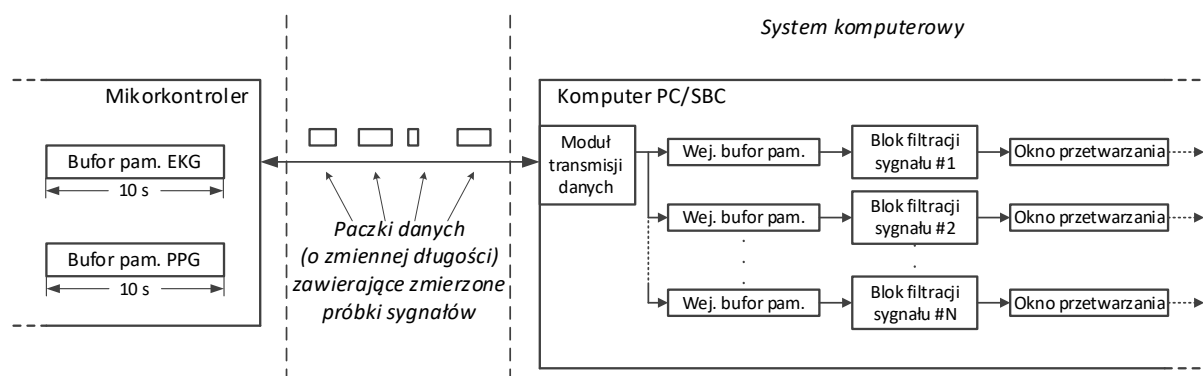 System komputerowy
Mikorkontroler
Bufor pam. EKG
10 s
Bufor pam. PPG
10 s
Paczki danych
(o zmiennej długości)
zawierające zmierzone
próbki sygnałów
Komputer PC/SBC
Moduł
transmisji
danych
Wej. bufor pam.
Blok filtracji
sygnału #1
Okno przetwarzania
Wej. bufor pam.
Blok filtracji
sygnału #2
Okno przetwarzania
Wej. bufor pam.
Blok filtracji
sygnału #N
Okno przetwarzania